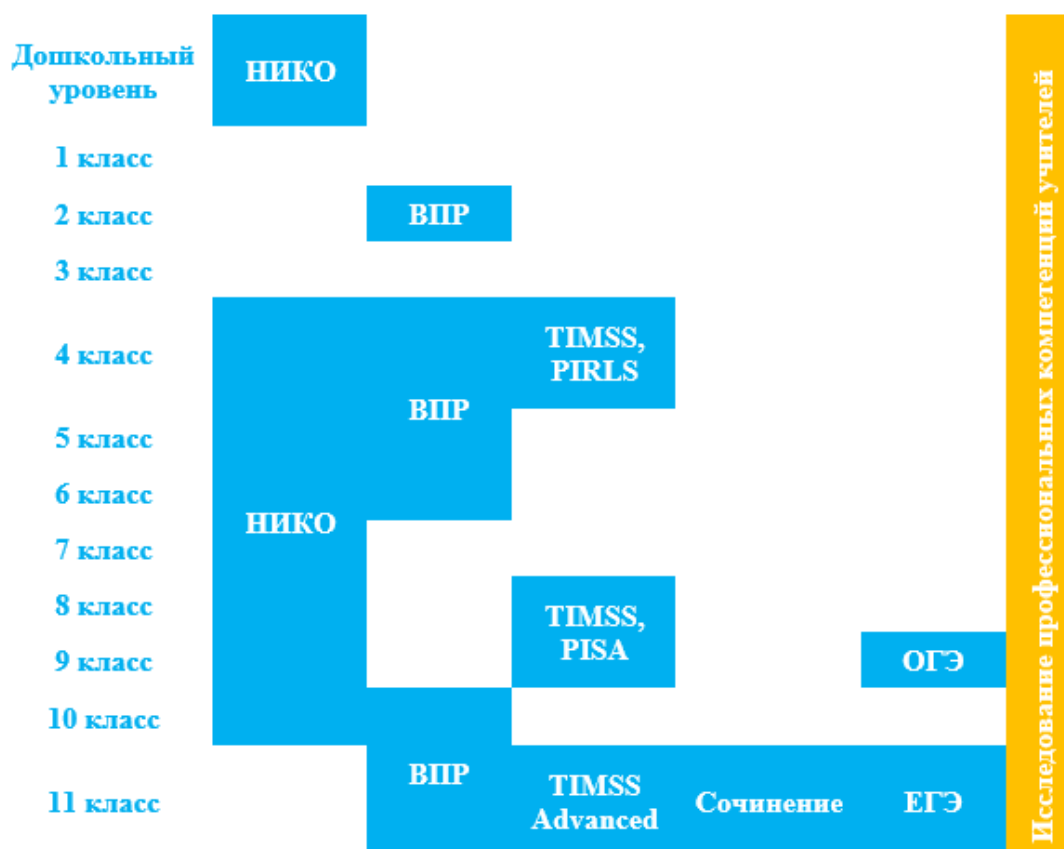 Дошкольный
уровень
НИКО
1 класс
2 класс
ВПР
3 класс
4 класс
TIMSS,
PIRLS
ВПР
5 класс
6 класс
НИКО
7 класс
8 класс
TIMSS,
PISA
9 класс
ОГЭ
10 класс
ВПР
11 класс
TIMSS
Advanced
Сочинение
ЕГЭ
Исследование профессиональных компетенций учителей